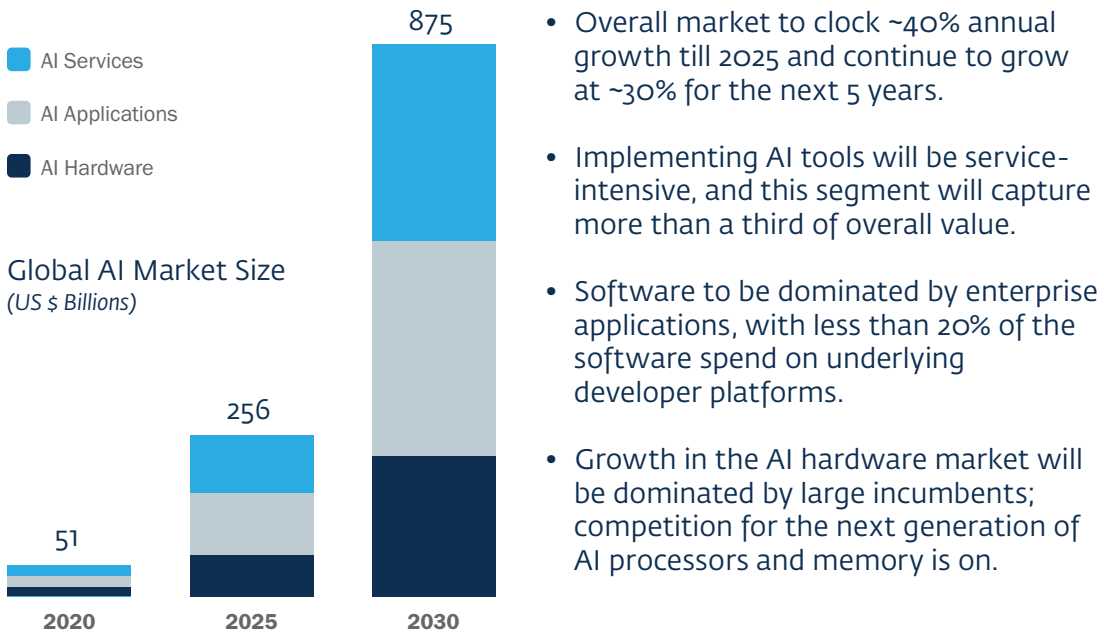 875
AI Services
AI Applications
AI Hardware
Global AI Market Size
(US $ Billions)
256
51
2020
2025
2030
• Overall market to clock ~40% annual
growth till 2025 and continue to grow
at ~30% for the next 5 years.
• Implementing AI tools will be service-
intensive, and this segment will capture
more than a third of overall value.
• Software to be dominated by enterprise
applications, with less than 20% of the
software spend on underlying
developer platforms.
• Growth in the AI hardware market will
be dominated by large incumbents;
competition for the next generation of
AI processors and memory is on.